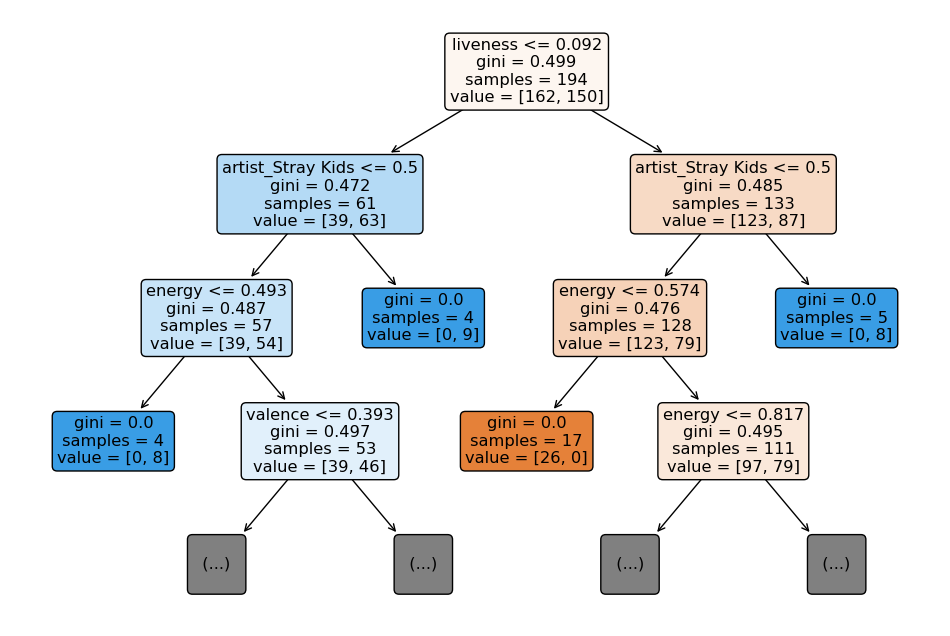 liveness <= 0.092
gini = 0.499
samples = 194
value = [162, 150]
artist_Stray Kids <= 0.5
gini = 0.472
samples = 61
value = [39, 63]
artist_Stray Kids <= 0.5
gini = 0.485
samples = 133
value = [123, 87]
energy <= 0.493
gini = 0.487
samples = 57
value = [39, 54]
gini = 0.0
samples = 4
value = [0, 9]
energy <= 0.574
gini = 0.476
samples = 128
value = [123, 79]
gini = 0.0
samples = 5
value = [0, 8]
gini = 0.0
samples = 4
value = [0, 8]
valence <= 0.393
gini = 0.497
samples = 53
value = [39, 46]
gini = 0.0
samples = 17
value = [26, 0]
energy <= 0.817
gini = 0.495
samples = 111
value = [97, 79]
(...)
(...)
(...)
(...)